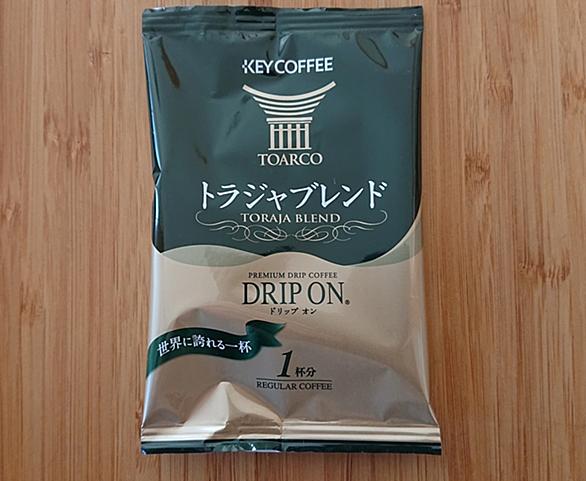 KEY COFFEE
TOARCO
トラジャブレンド
TORAJA BLEND
PREMIUM DRIP COFFEE
DRIP ON®
ドリップ オン
世界に誇れる一杯
1杯分
REGULAR COFFEE